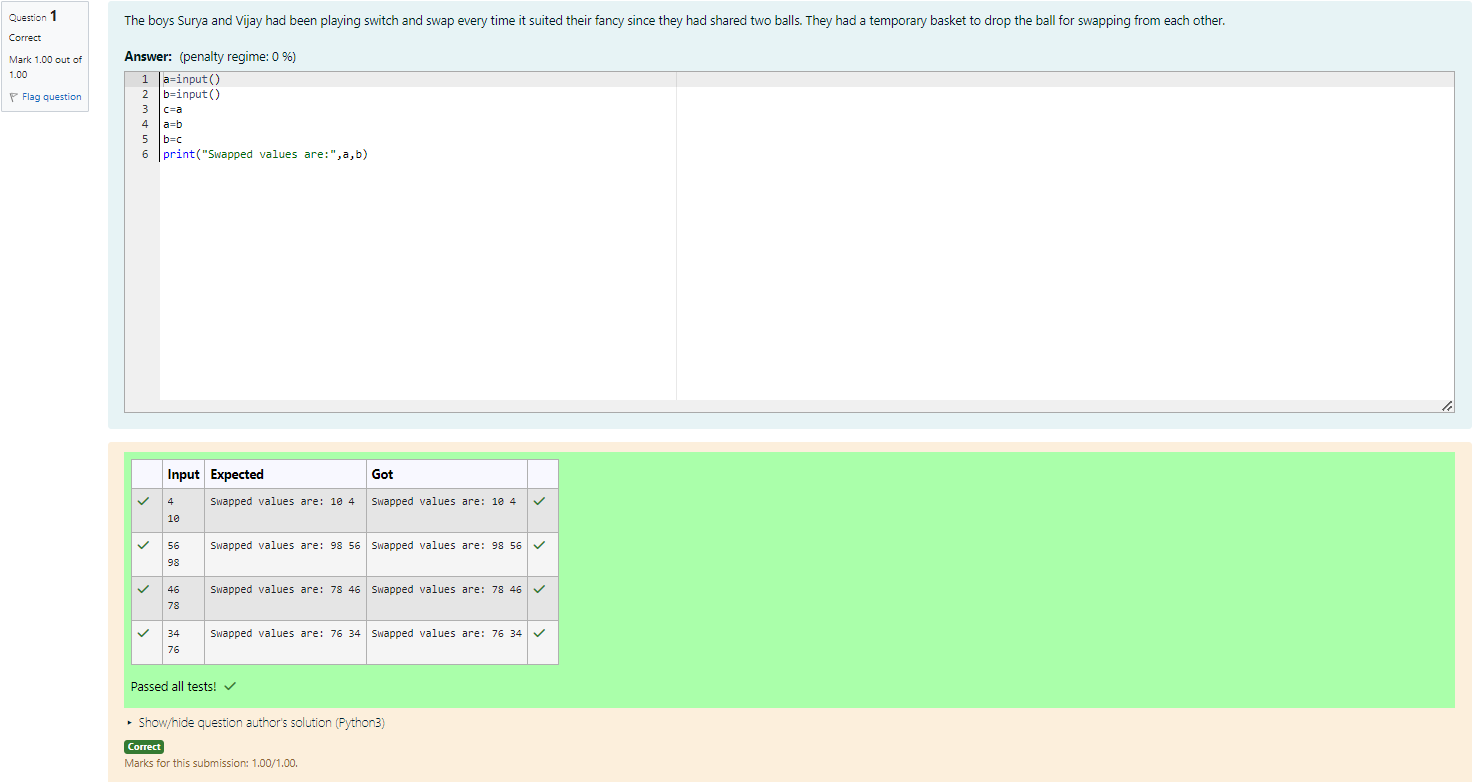 Question 1
Correct
Mark 1.00 out of
1.00
Flag question
The boys Surya and Vijay had been playing switch and swap every time it suited their fancy since they had shared two balls. They had a temporary basket to drop the ball for swapping from each other.
Answer: (penalty regime: 0 %)
1 a=input()
2 b=input()
3 c=a
4 a=b
5 b=c
6 print("Swapped values are:",a,b)
Input Expected Got
4 Swapped values are: 10 4 Swapped values are: 10 4
10
56 Swapped values are: 98 56 Swapped values are: 98 56
98
46 Swapped values are: 78 46 Swapped values are: 78 46
78
34 Swapped values are: 76 34 Swapped values are: 76 34
76
Passed all tests!
Show/hide question author's solution (Python3)
Correct
Marks for this submission: 1.00/1.00.